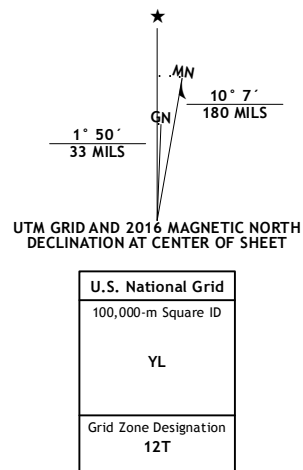 ★
MN
GN
10° 7´
180 MILS
1° 50´
33 MILS
UTM GRID AND 2016 MAGNETIC NORTH
DECLINATION AT CENTER OF SHEET
U.S. National Grid
100,000-m Square ID
YL
Grid Zone Designation
12T